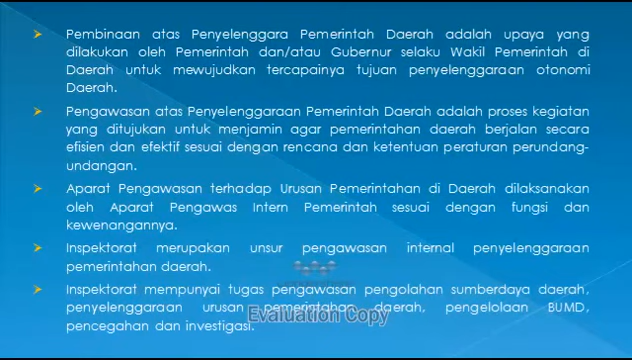 Pembinaan atas Penyelenggara Pemerintah Daerah adalah upaya yang
dilakukan oleh Pemerintah dan/atau Gubernur selaku Wakil Pemerintah di
Daerah untuk mewujudkan tercapainya tujuan penyelenggaraan otonomi
Daerah.
Pengawasan atas Penyelenggaraan Pemerintah Daerah adalah proses kegiatan
yang ditujukan untuk menjamin agar pemerintahan daerah berjalan secara
efisien dan efektif sesuai dengan rencana dan ketentuan peraturan perundang-
undangan.
Aparat Pengawasan terhadap Urusan Pemerintahan di Daerah dilaksanakan
oleh Aparat Pengawas Intern Pemerintah sesuai dengan fungsi dan
kewenangannya.
Inspektorat merupakan unsur pengawasan internal penyelenggaraan
pemerintahan daerah.
Inspektorat mempunyai tugas pengawasan pengolahan sumberdaya daerah,
penyelenggaraan urusan pemerintahan daerah, pengelolaan BUMD,
pencegahan dan investigasi.
Evaluation Copy